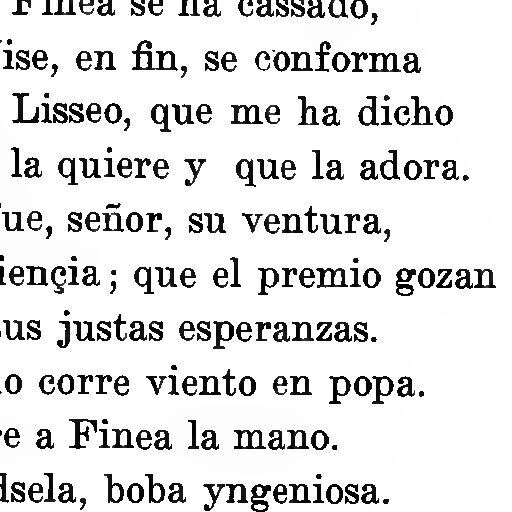 Finea se ha cassado,
ise, en fin, se conforma
Lisseo, que me ha dicho
la quiere y que la adora.
ue, señor, su ventura,
iençia; que el premio gozan
us justas esperanzas.
o corre viento en popa.
e a Finea la mano.
dsela, boba yngeniosa.